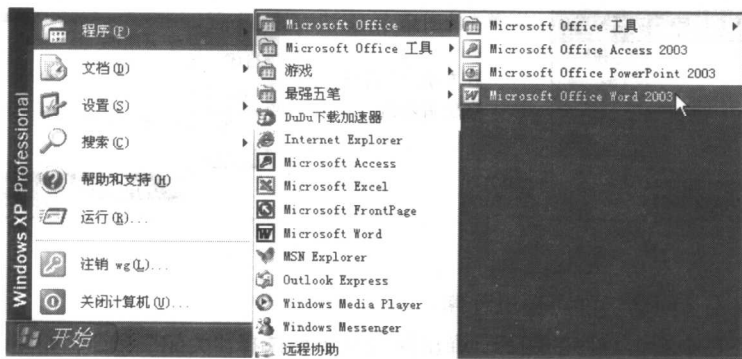 Windows XP Professional
程序(P)
文档(D)
设置(S)
搜索(C)
帮助和支持(H)
运行(R)...
注销 wg(L)...
关闭计算机(U)...
开始
Microsoft Office
Microsoft Office 工具
游戏
最强五笔
DuDu下载加速器
Internet Explorer
Microsoft Access
Microsoft Excel
Microsoft FrontPage
Microsoft Word
MSN Explorer
Outlook Express
Windows Media Player
Windows Messenger
远程协助
Microsoft Office 工具
Microsoft Office Access 2003
Microsoft Office PowerPoint 2003
Microsoft Office Word 2003